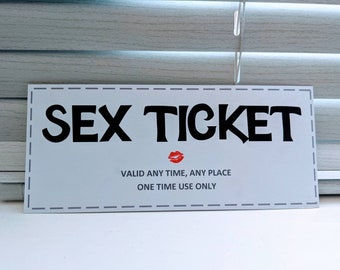 SEX TICKET
VALID ANY TIME, ANY PLACE
ONE TIME USE ONLY